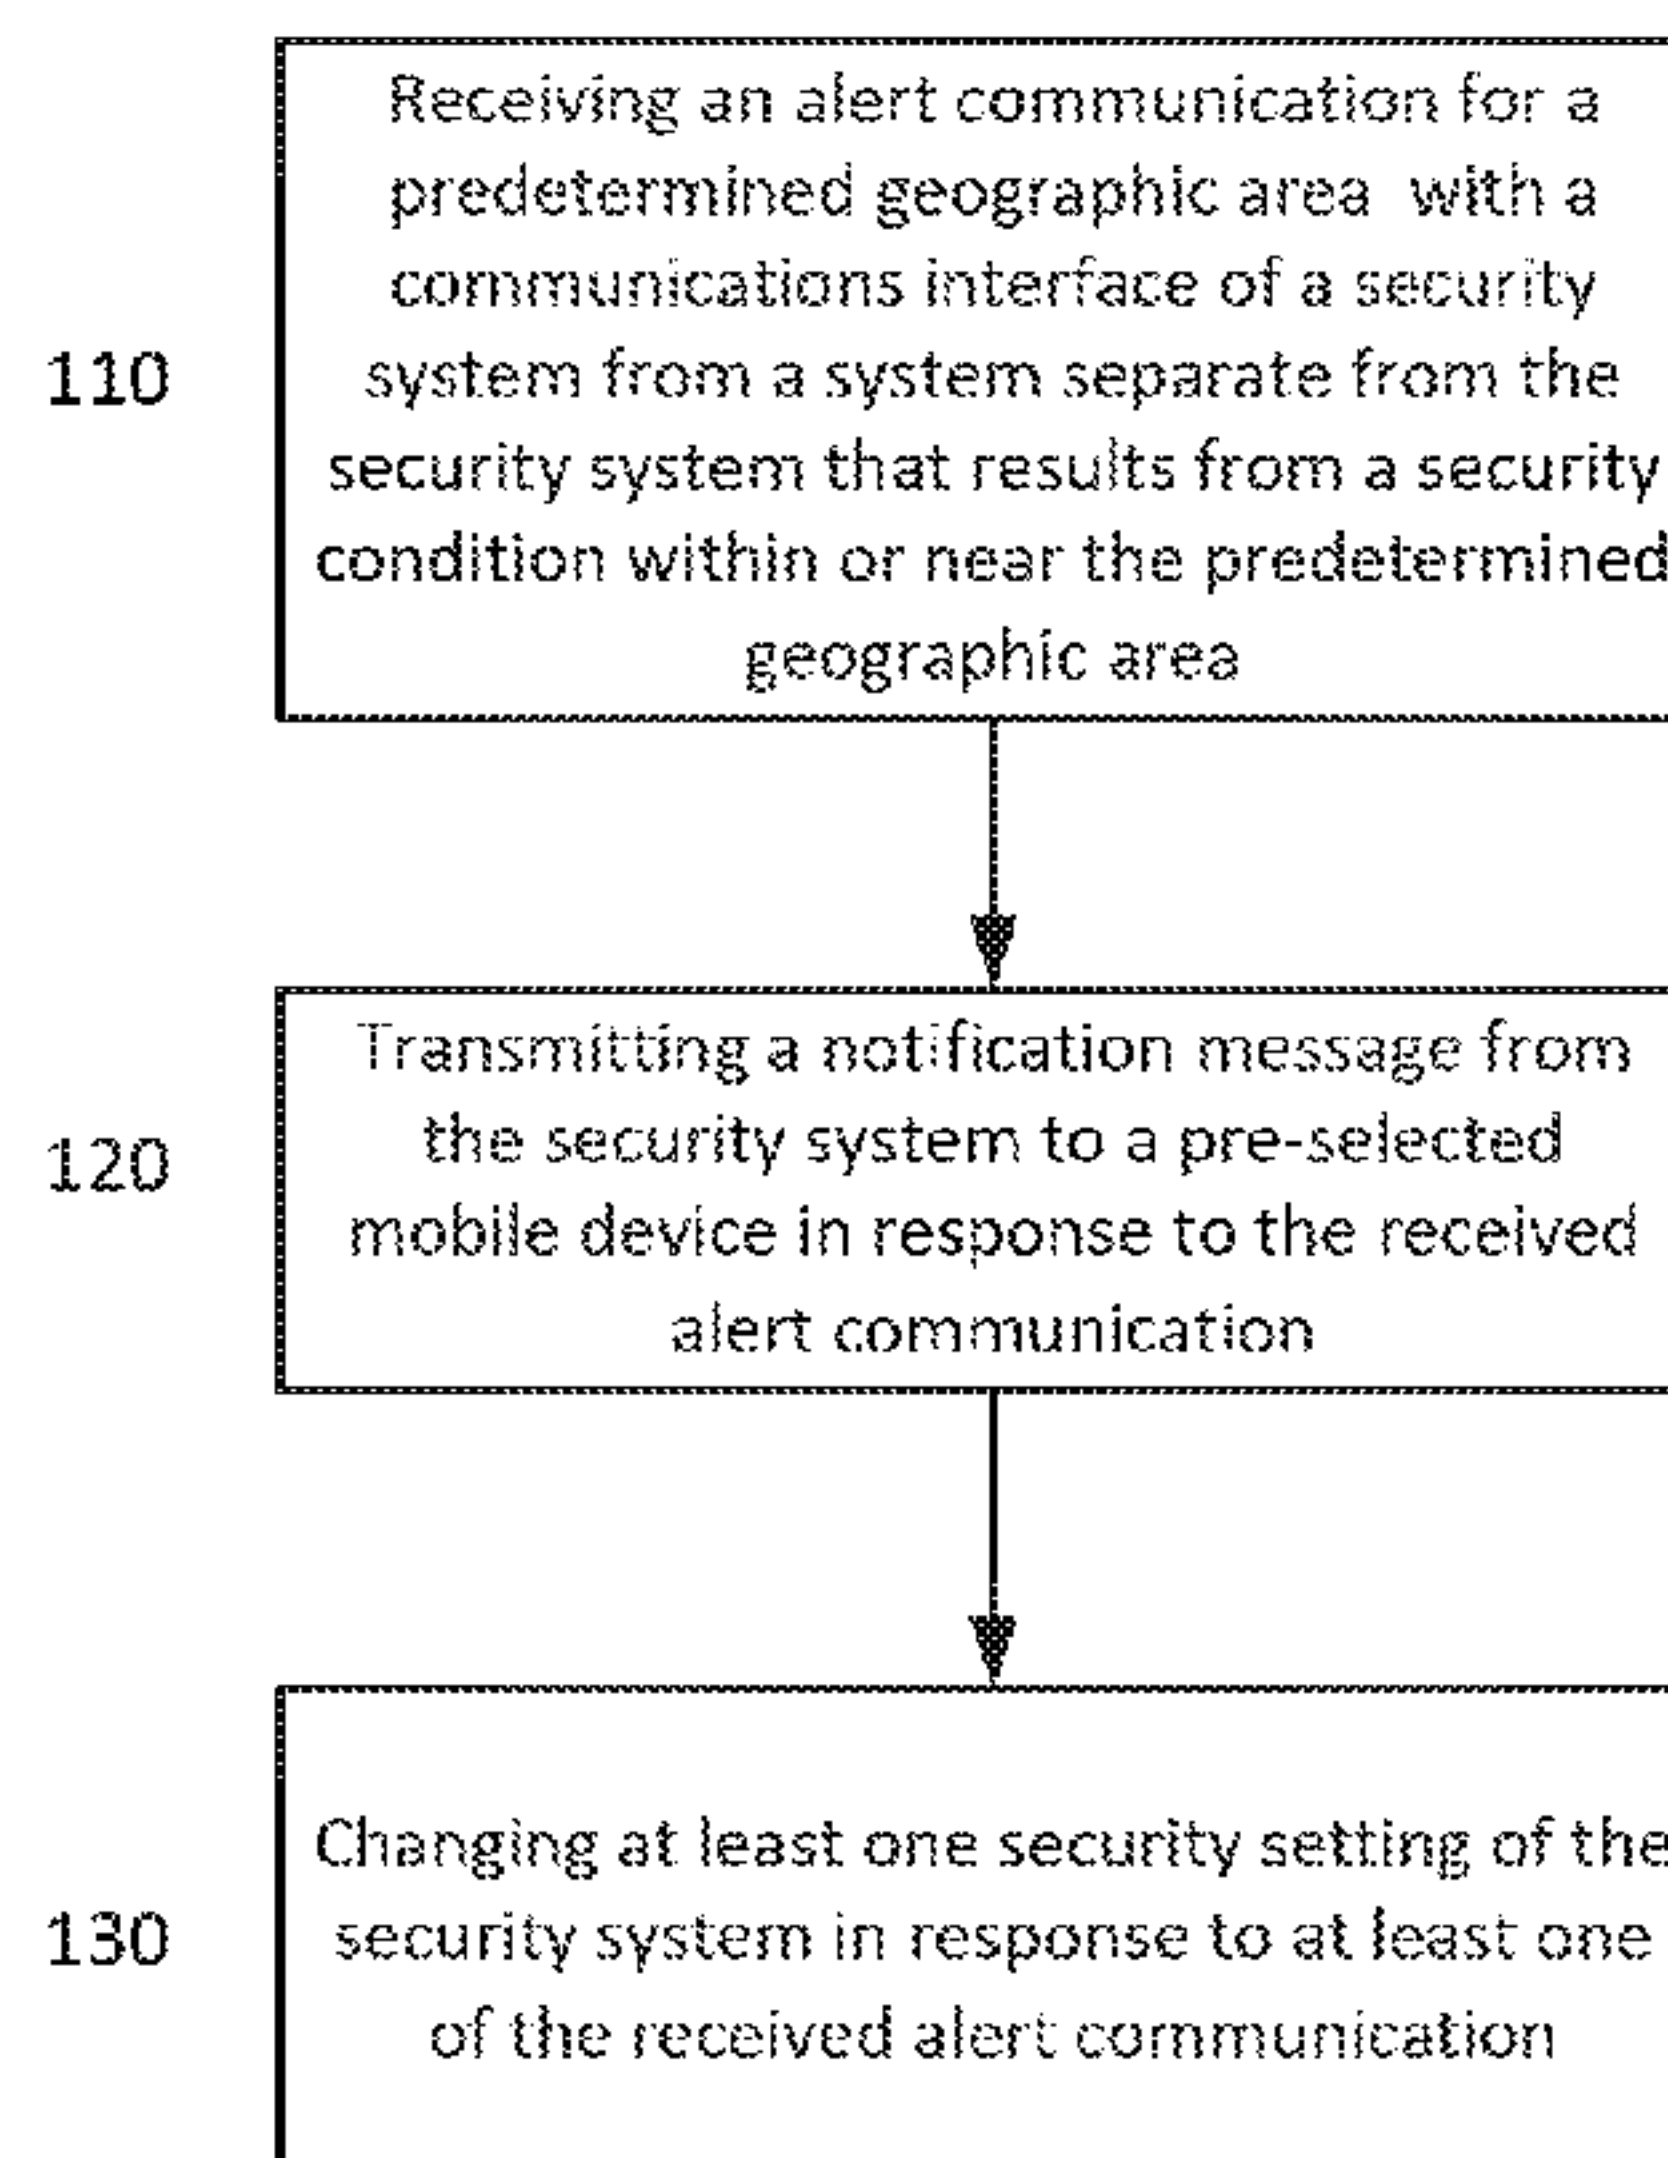 Receiving an alert communication for a
predetermined geographic area with a
communications interface of a security
110
system from a system separate from the
security system that results from a security
condition within or near the predetermined
geographic area
Transmitting a notification message from
the security system to a pre-selected
120
mobile device in response to the received
alert communication
Changing at least one security setting of the
130
security system in response to at least one
of the received alert communication